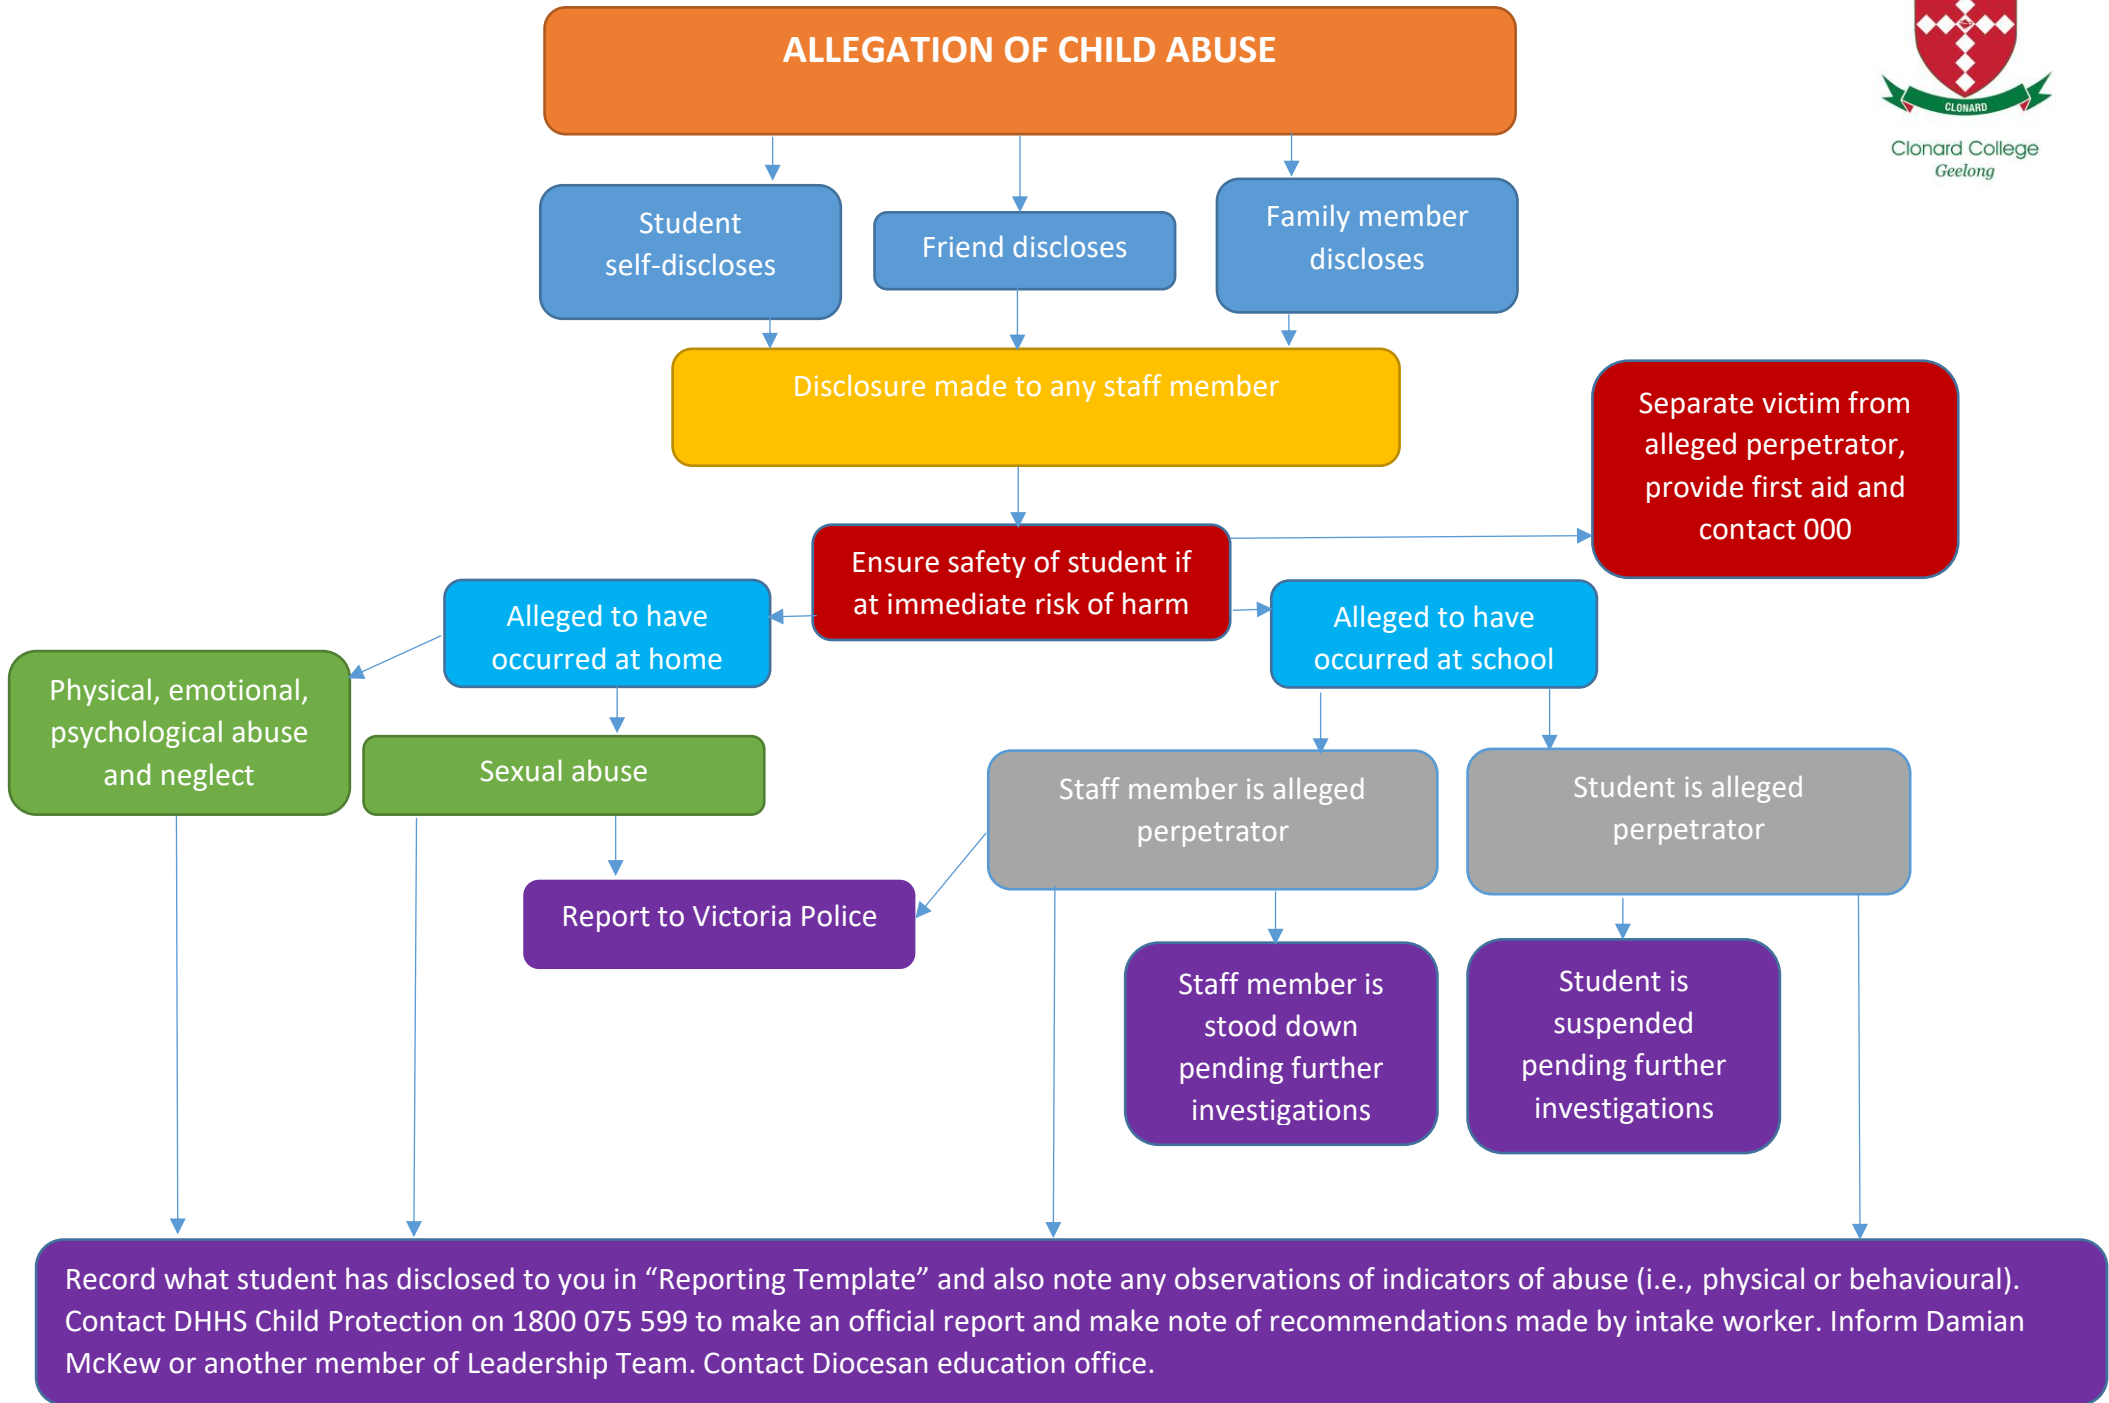 ALLEGATION OF CHILD ABUSE
CLONARD
Clonard College
Geelong
Student
self-discloses
Friend discloses
Family member
discloses
Disclosure made to any staff member
Separate victim from
alleged perpetrator,
provide first aid and
contact 000
Ensure safety of student if
at immediate risk of harm
Alleged to have
occurred at home
Alleged to have
occurred at school
Physical, emotional,
psychological abuse
and neglect
Sexual abuse
Staff member is alleged
perpetrator
Student is alleged
perpetrator
Report to Victoria Police
Staff member is
stood down
pending further
investigations
Student is
suspended
pending further
investigations
Record what student has disclosed to you in “Reporting Template” and also note any observations of indicators of abuse (i.e., physical or behavioural).
Contact DHHS Child Protection on 1800 075 599 to make an official report and make note of recommendations made by intake worker. Inform Damian
McKew or another member of Leadership Team. Contact Diocesan education office.